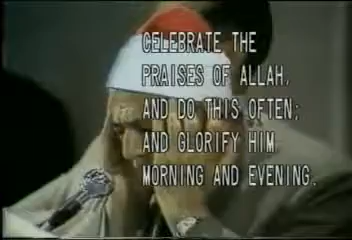 CELEBRATE THE
PRAISES OF ALLAH,
AND DO THIS OFTEN;
AND GLORIFY HIM
MORNING AND EVENING.